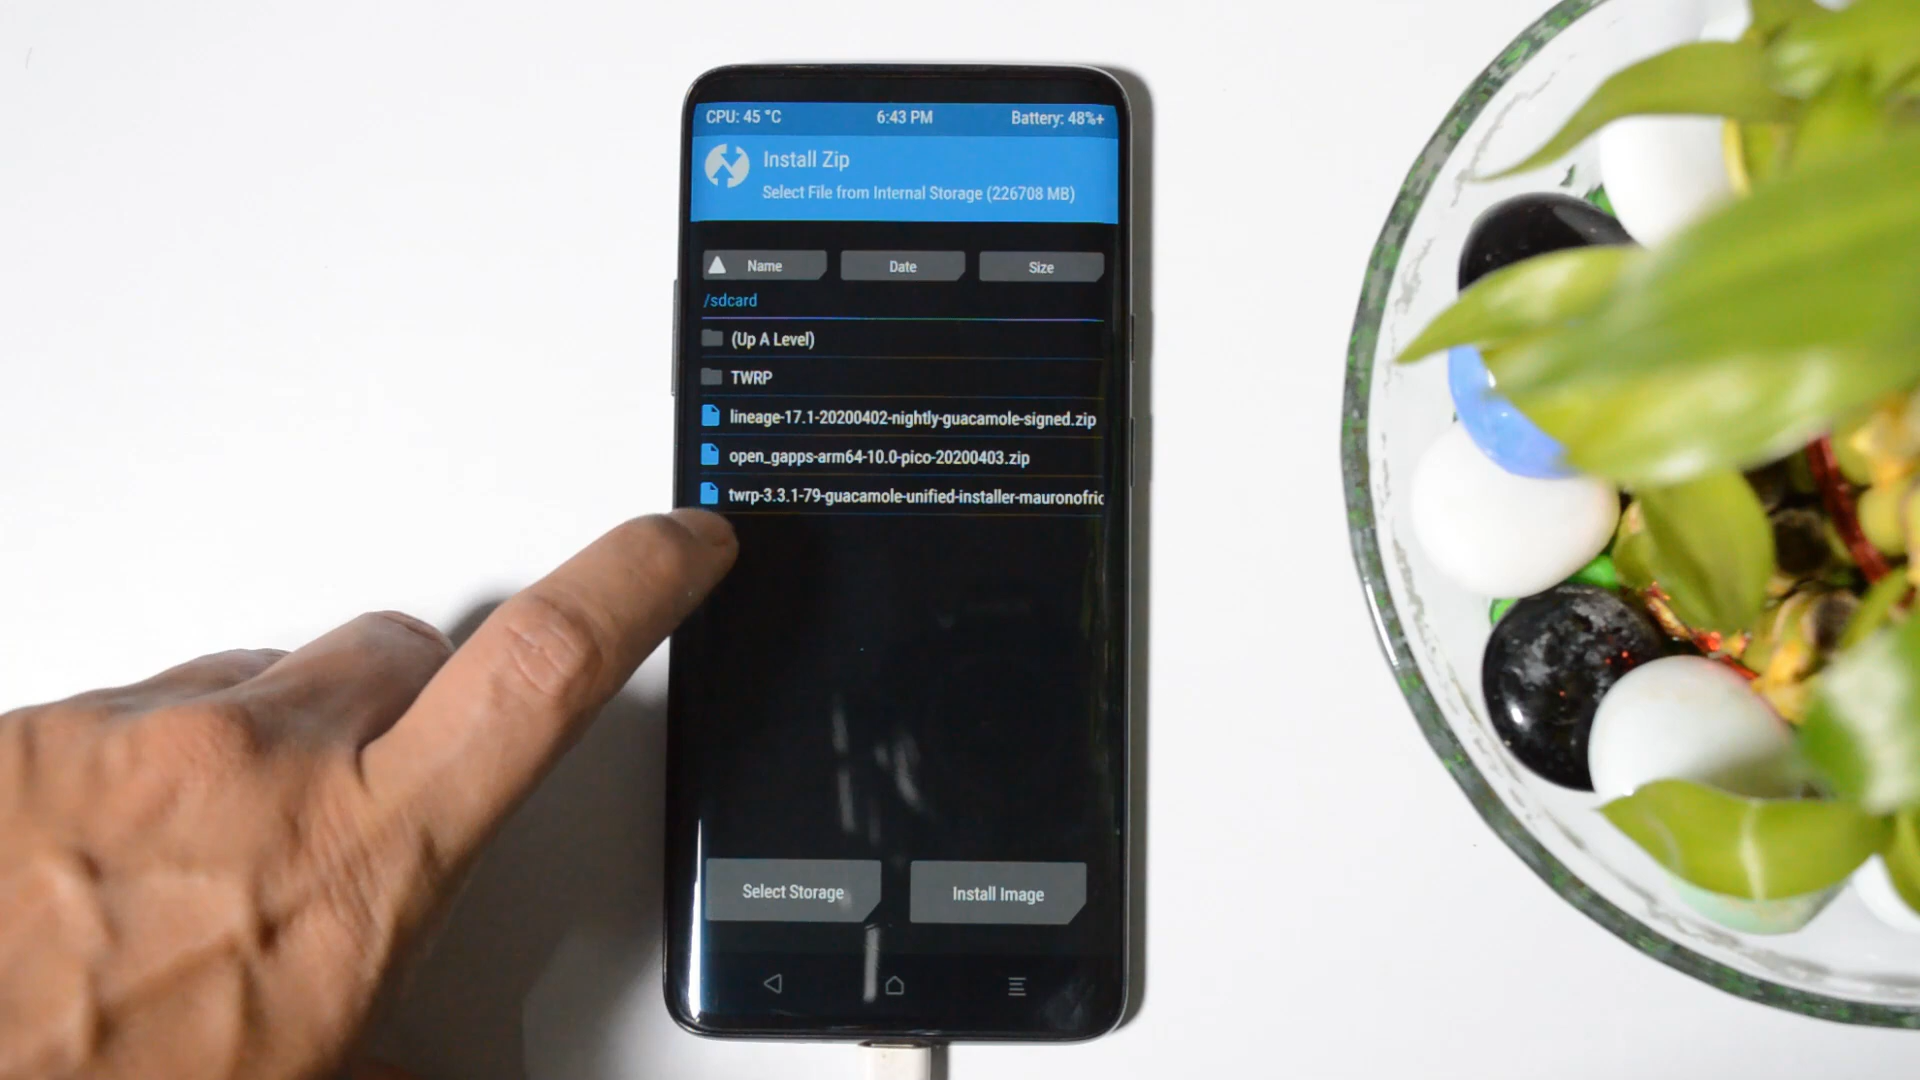 CPU: 45 °C 6:43 PM Battery: 48%+
Install Zip
Select File from Internal Storage (226708 MB)
Name Date Size
/sdcard
(Up A Level)
TWRP
lineage-17.1-20200402-nightly-guacamole-signed.zip
open_gapps-arm64-10.0-pico-20200403.zip
twrp-3.3.1-79-guacamole-unified-installer-mauronofric
Select Storage Install Image